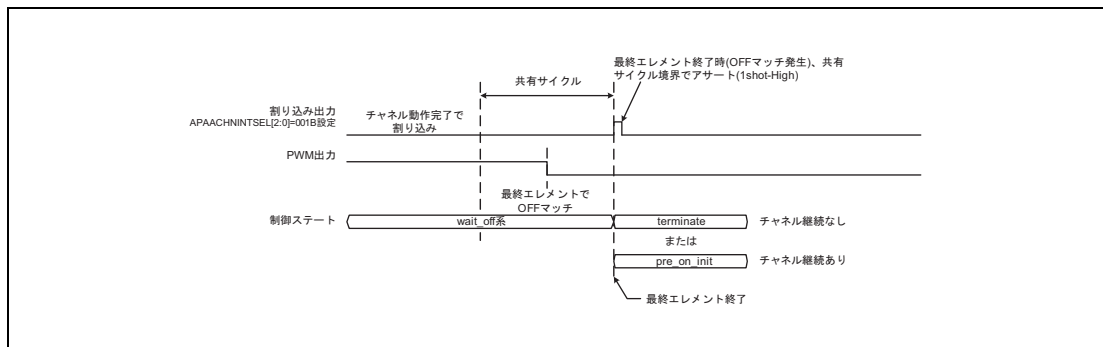 最終エレメント終了時(OFFマッチ発生)、共有
サイクル境界でアサート(1shot-High)
共有サイクル
割り込み出力
APAACHNINTSEL[2:0]=001B設定
チャネル動作完了で
割り込み
PWM出力
最終エレメントで
OFFマッチ
制御ステート
wait_off系
terminate
チャネル継続なし
または
pre_on_init
チャネル継続あり
最終エレメント終了